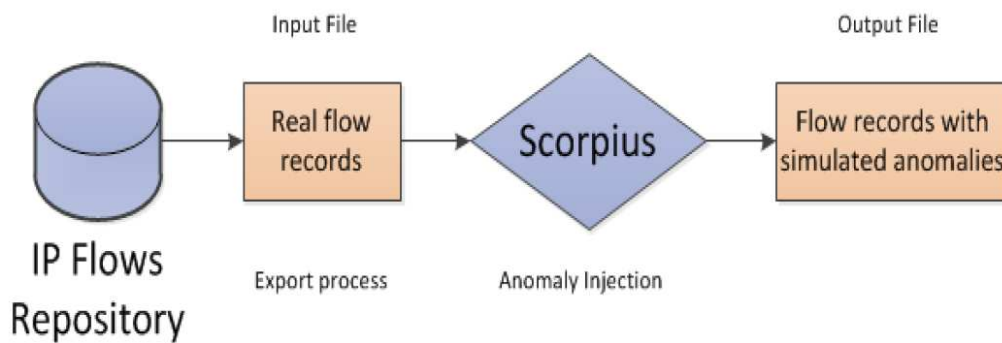 Input File
Output File
Real flow
records
Scorpius
Flow records with
simulated anomalies
IP Flows
Repository
Export process
Anomaly Injection